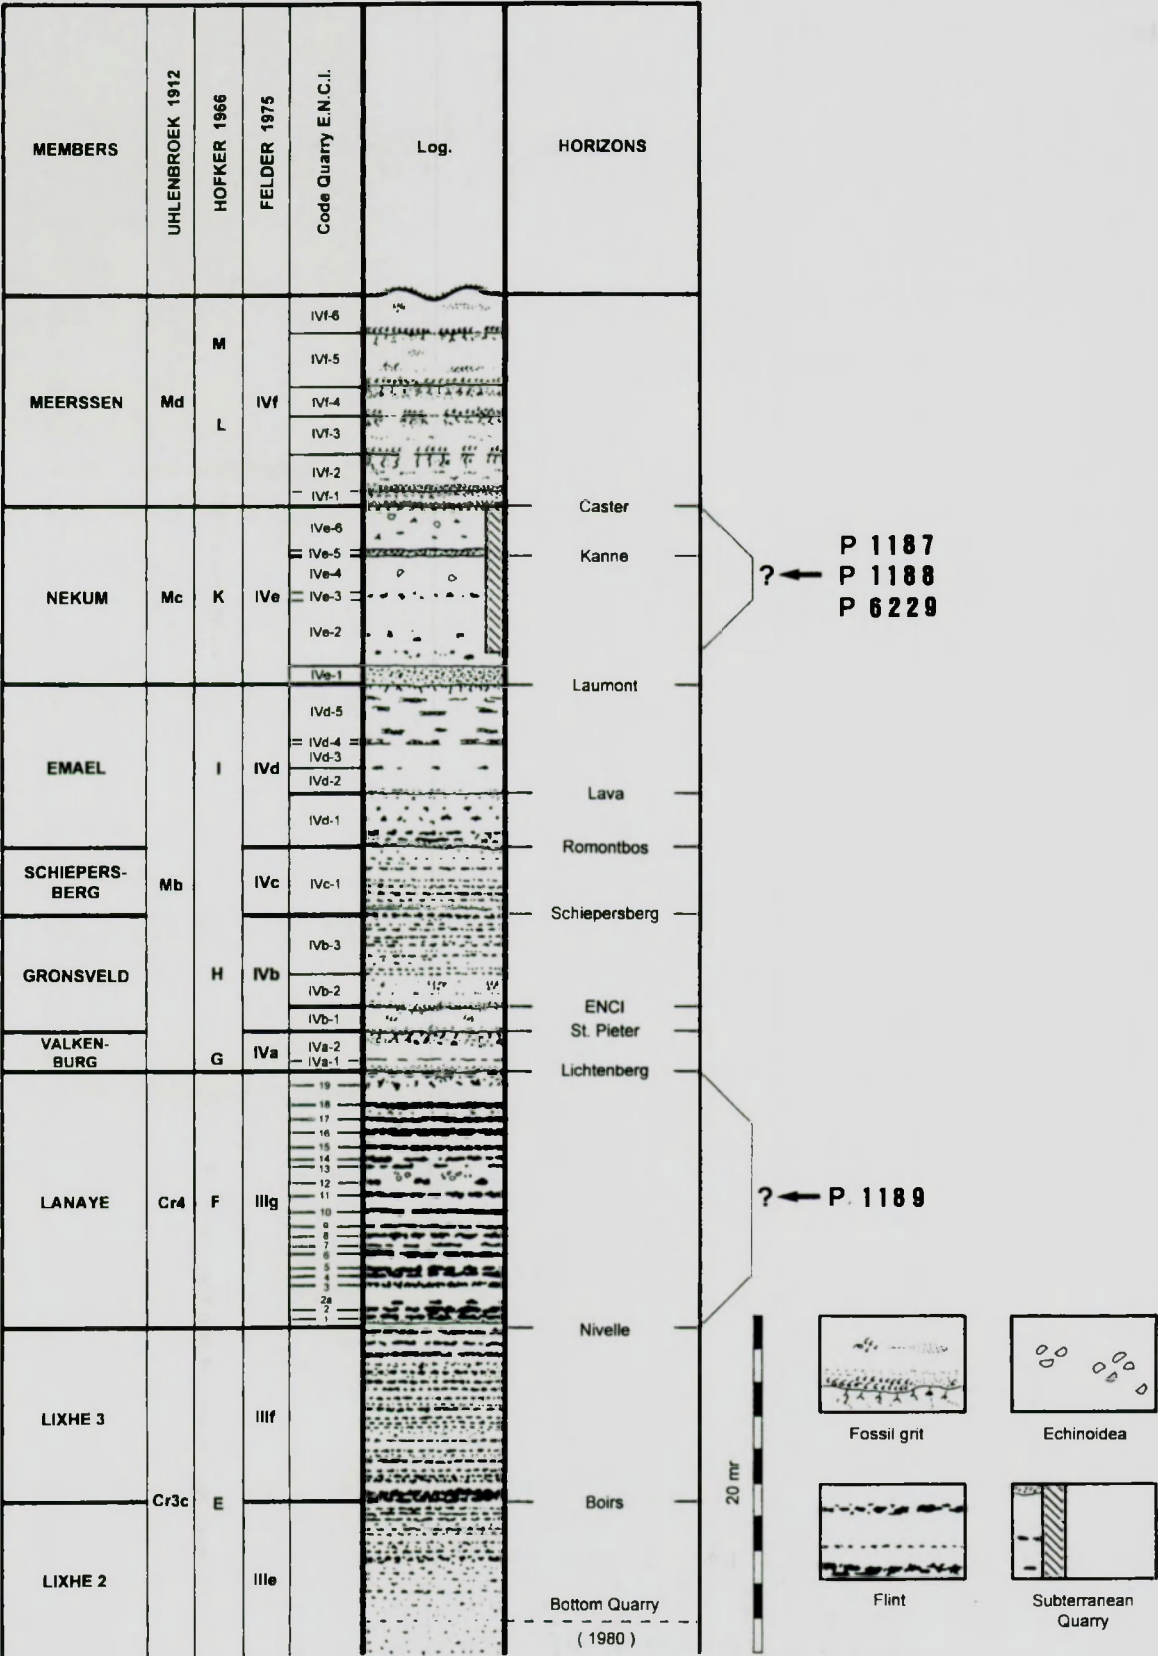 MEMBERS
UHLENBROEK 1912
HOFKER 1966
FELDER 1975
Code Quarry E.N.C.I.
Log.
HORIZONS
MEERSSEN
Md
M
L
IVf
IVf-6
IVf-5
IVf-4
IVf-3
IVf-2
IVf-1
Caster
NEKUM
Mc
K
IVe
IVe-6
IVe-5
IVe-4
IVe-3
IVe-2
IVe-1
Kanne
?
P 1187
P 1188
P 6229
Laumont
EMAEL
I
IVd
IVd-5
IVd-4
IVd-3
IVd-2
IVd-1
Lava
Romontbos
SCHIEPERS-
BERG
Mb
IVc
IVc-1
Schiepersberg
GRONSVELD
H
IVb
IVb-3
IVb-2
IVb-1
ENCI
St. Pieter
VALKEN-
BURG
G
IVa
IVa-2
IVa-1
Lichtenberg
LANAYE
Cr4
F
IIIg
19
18
17
16
15
14
13
12
11
10
9
8
7
6
5
4
3
2a
2
1
?
P. 1189
Nivelle
LIXHE 3
IIIf
Cr3c
E
Boirs
LIXHE 2
IIIe
Bottom Quarry
( 1980 )
20 mr
Fossil grit
Echinoidea
Flint
Subterranean
Quarry